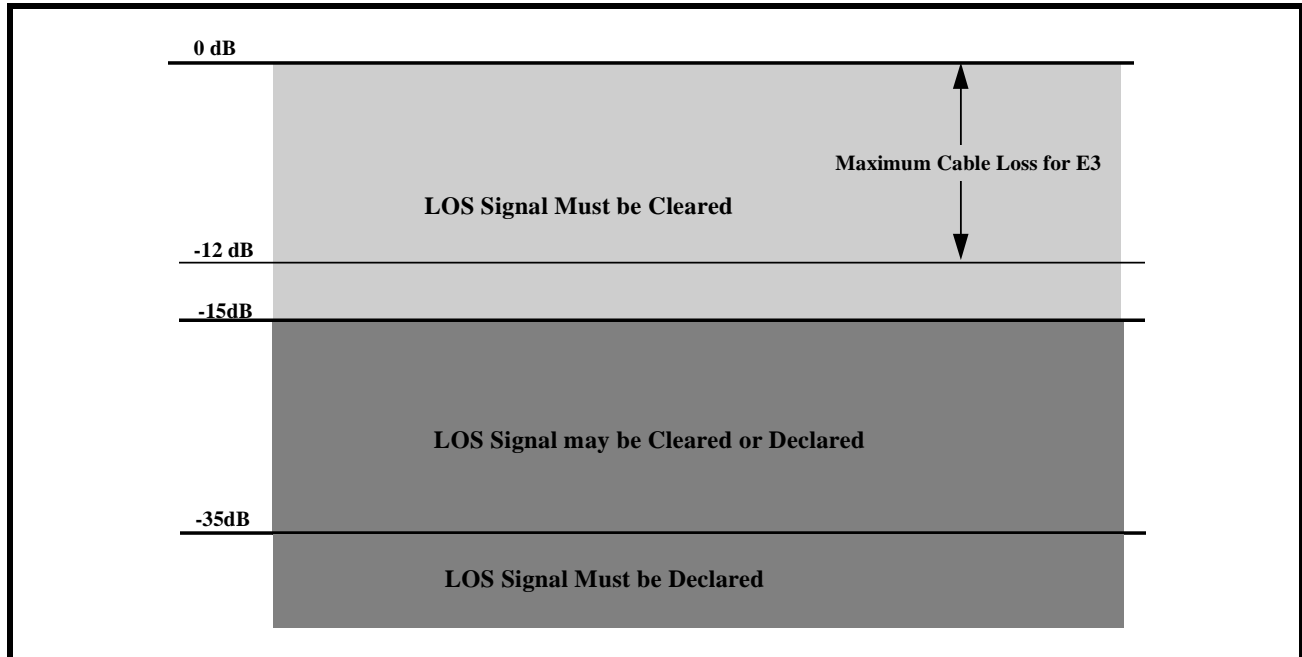 0 dB
Maximum Cable Loss for E3
LOS Signal Must be Cleared
-12 dB
-15dB
LOS Signal may be Cleared or Declared
-35dB
LOS Signal Must be Declared